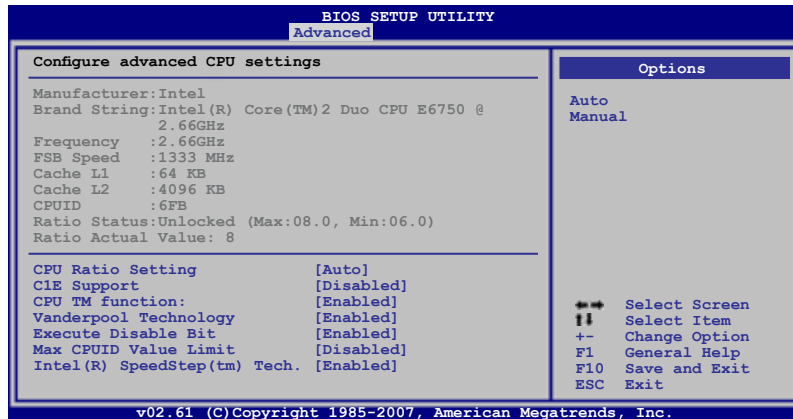 BIOS SETUP UTILITY
Advanced
Configure advanced CPU settings
Manufacturer:Intel
Brand String:Intel(R) Core(TM)2 Duo CPU E6750 @
2.66GHz
Frequency :2.66GHz
FSB Speed :1333 MHz
Cache L1 :64 KB
Cache L2 :4096 KB
CPUID :6FB
Ratio Status:Unlocked (Max:08.0, Min:06.0)
Ratio Actual Value: 8
CPU Ratio Setting [Auto]
C1E Support [Disabled]
CPU TM function: [Enabled]
Vanderpool Technology [Enabled]
Execute Disable Bit [Enabled]
Max CPUID Value Limit [Disabled]
Intel(R) SpeedStep(tm) Tech. [Enabled]
Options
Auto
Manual
Select Screen
Select Item
+- Change Option
F1 General Help
F10 Save and Exit
ESC Exit
v02.61 (C)Copyright 1985-2007, American Megatrends, Inc.